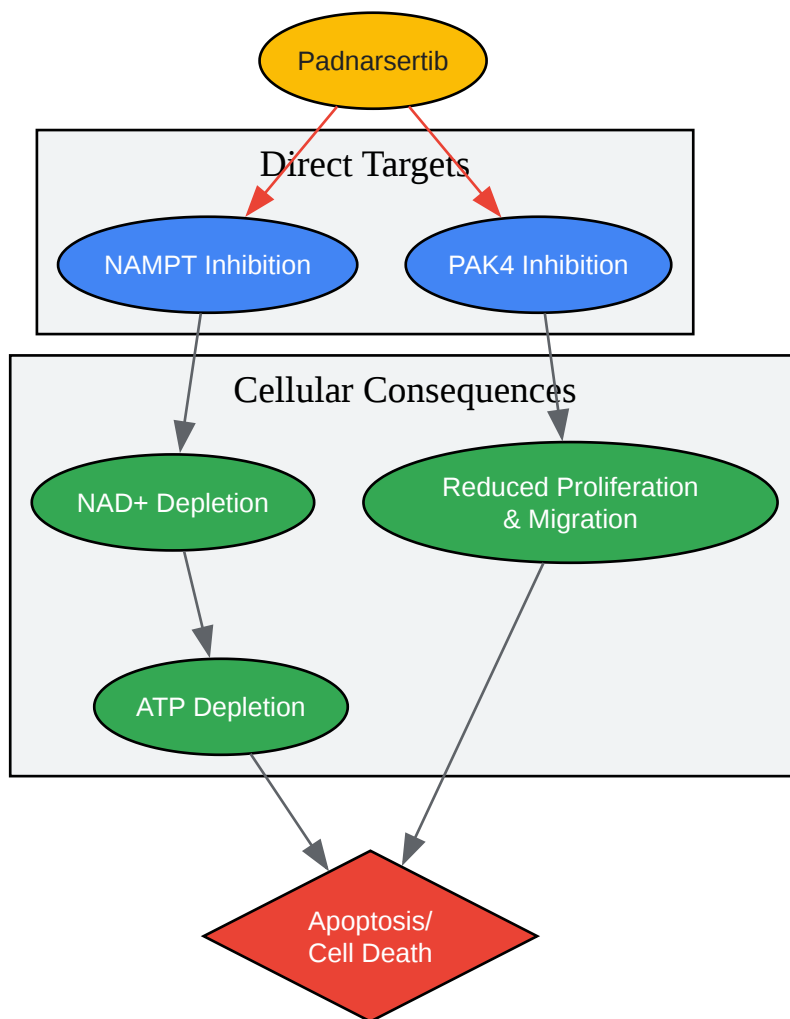 Padnarsertib
Direct Targets
NAMPT Inhibition
PAK4 Inhibition
Cellular Consequences
NAD+ Depletion
Reduced Proliferation
& Migration
ATP Depletion
Apoptosis/
Cell Death